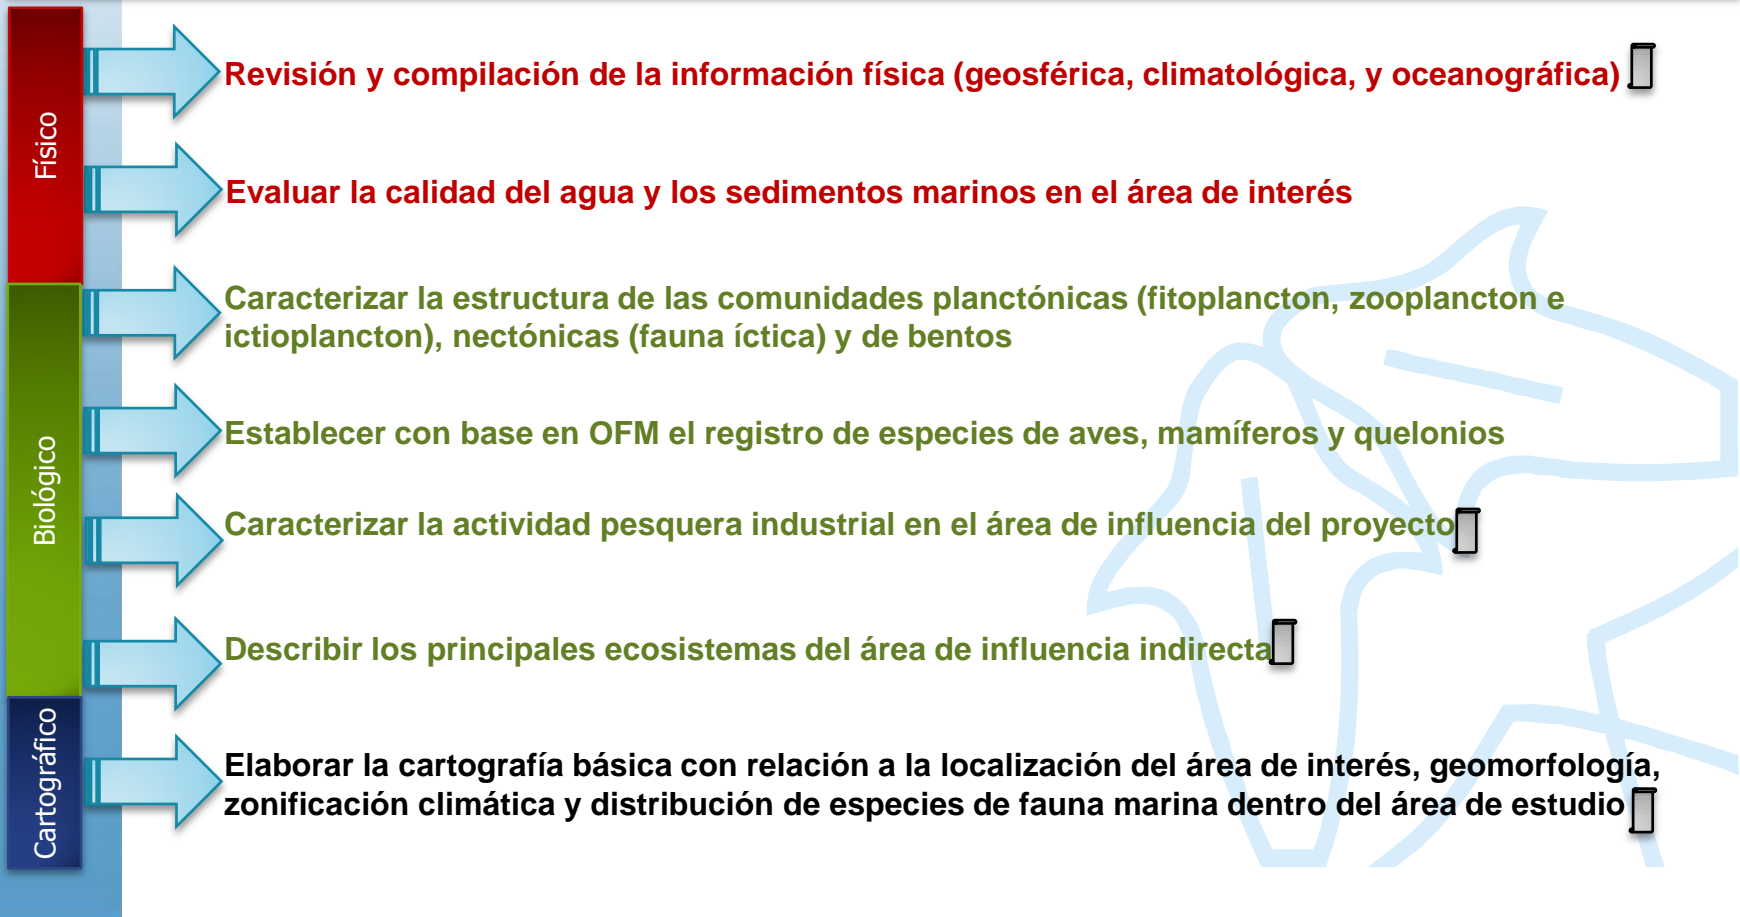 Físico
Revisión y compilación de la información física (geosférica, climatológica, y oceanográfica)
Evaluar la calidad del agua y los sedimentos marinos en el área de interés
Biológico
Caracterizar la estructura de las comunidades planctónicas (fitoplancton, zooplancton e
ictioplancton), nectónicas (fauna íctica) y de bentos
Establecer con base en OFM el registro de especies de aves, mamíferos y quelonios
Caracterizar la actividad pesquera industrial en el área de influencia del proyecto
Describir los principales ecosistemas del área de influencia indirecta
Cartográfico
Elaborar la cartografía básica con relación a la localización del área de interés, geomorfología,
zonificación climática y distribución de especies de fauna marina dentro del área de estudio